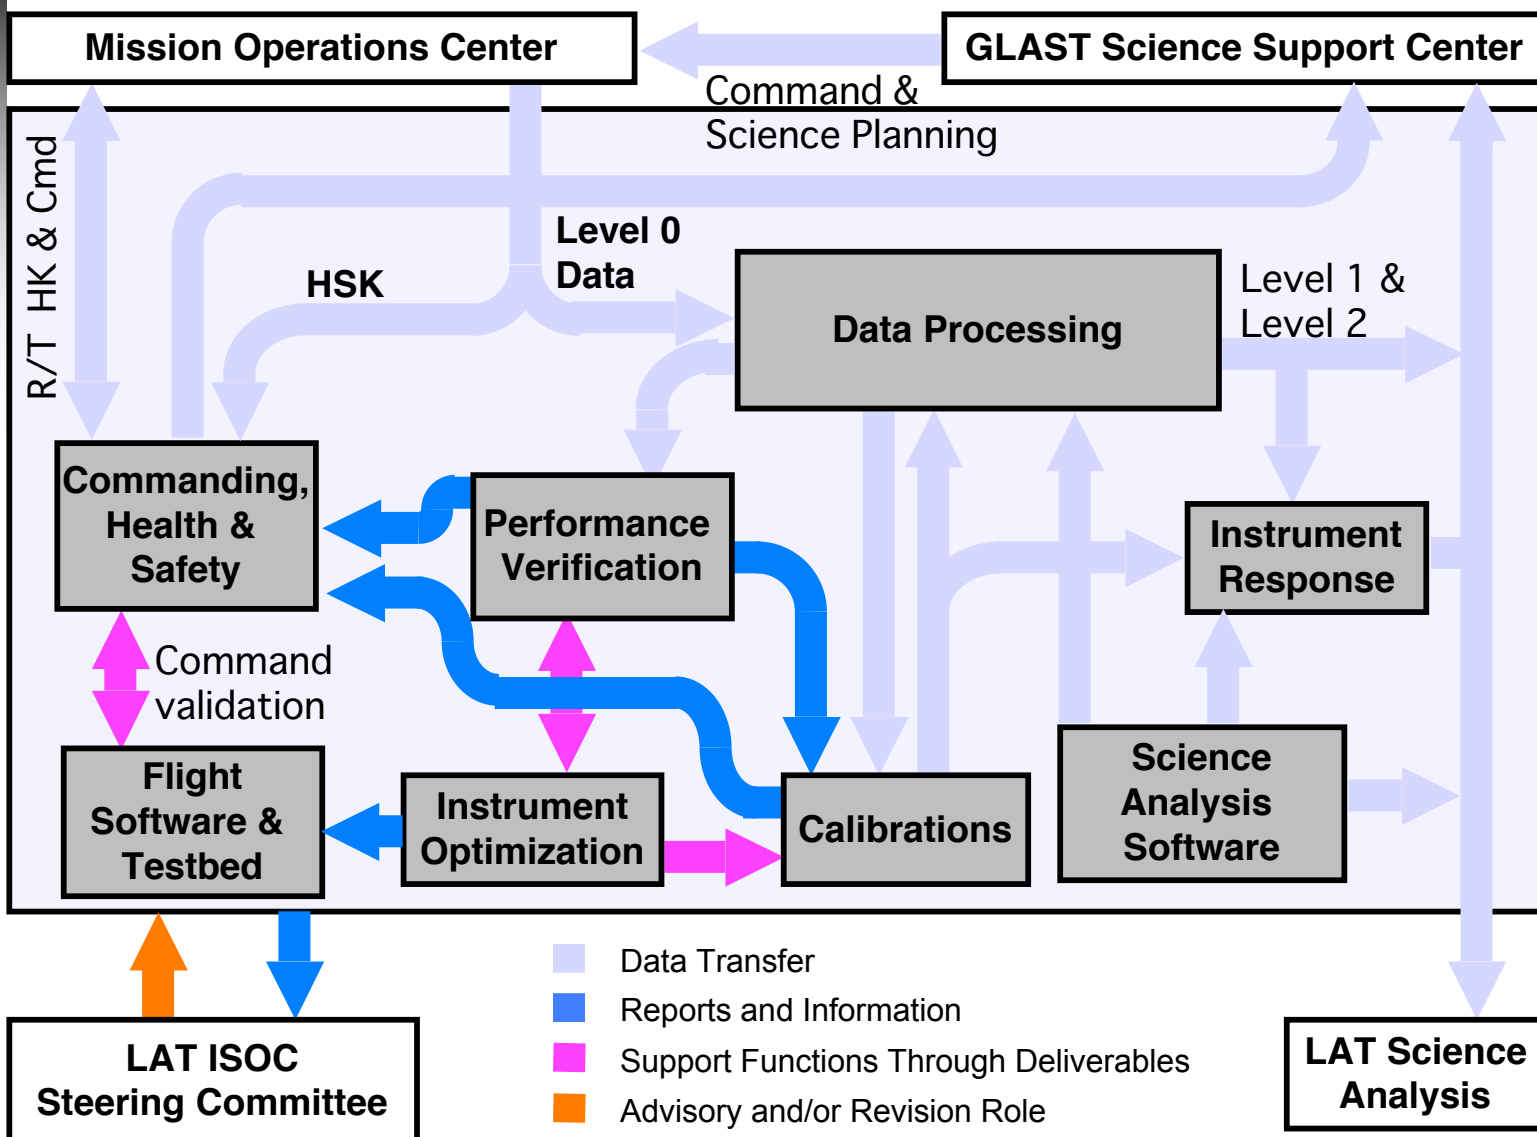 Mission Operations Center
GLAST Science Support Center
Command &
Science Planning
R/T HK & Cmd
Level 0
Data
HSK
Data Processing
Level 1 &
Level 2
Commanding,
Health &
Safety
Performance
Verification
Instrument
Response
Command
validation
Flight
Software &
Testbed
Instrument
Optimization
Calibrations
Science
Analysis
Software
Data Transfer
Reports and Information
Support Functions Through Deliverables
Advisory and/or Revision Role
LAT ISOC
Steering Committee
LAT Science
Analysis